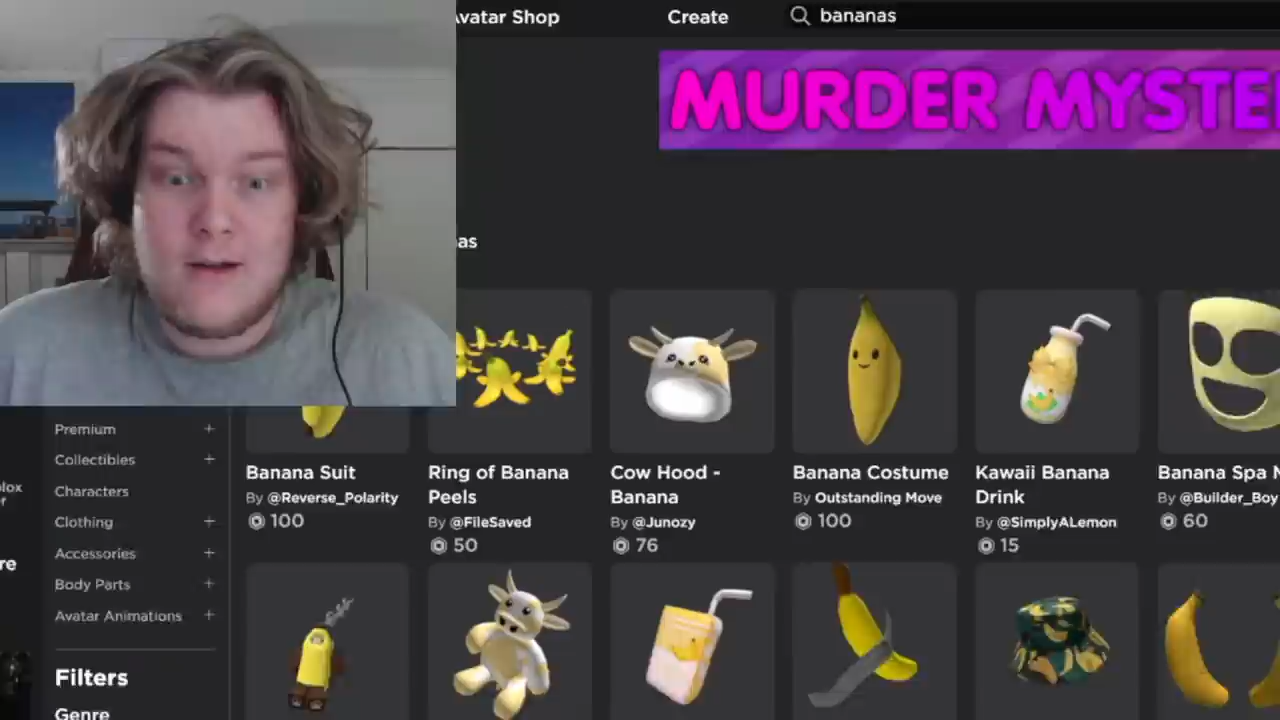 Avatar Shop
Create
bananas
MURDER MYSTE
as
Premium +
Collectibles +
Characters
Clothing +
Accessories +
Body Parts +
Avatar Animations +
Filters
Genre
lox
re
Banana Suit
By @Reverse_Polarity
100
Ring of Banana
Peels
By @FileSaved
50
Cow Hood -
Banana
By @Junozy
76
Banana Costume
By Outstanding Move
100
Kawaii Banana
Drink
By @SimplyALemon
15
Banana Spa M
By @Builder_Boy
60